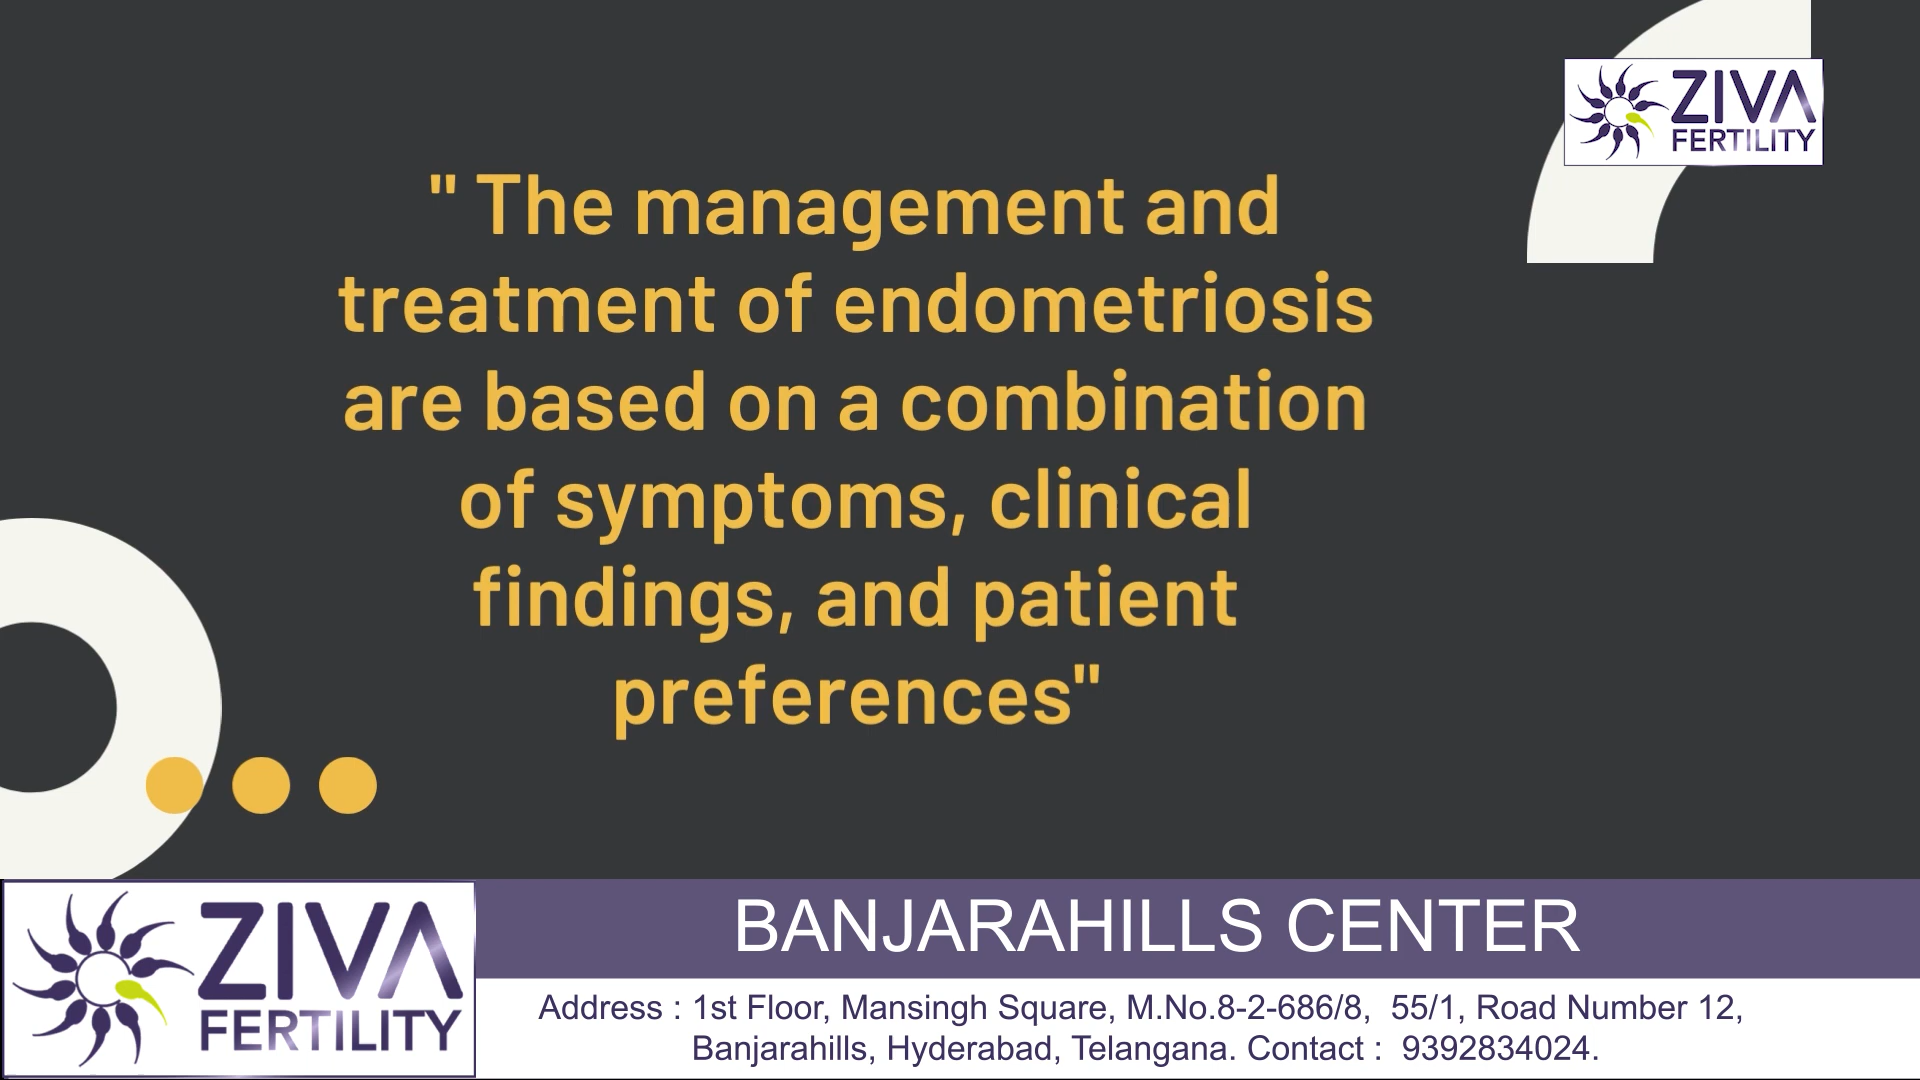 ZIVA
FERTILITY
" The management and
treatment of endometriosis
are based on a combination
of symptoms, clinical
findings, and patient
preferences"
ZIVA
FERTILITY
BANJARAHILLS CENTER
Address : 1st Floor, Mansingh Square, M.No.8-2-686/8,  55/1, Road Number 12,
Banjarahills, Hyderabad, Telangana. Contact :  9392834024.